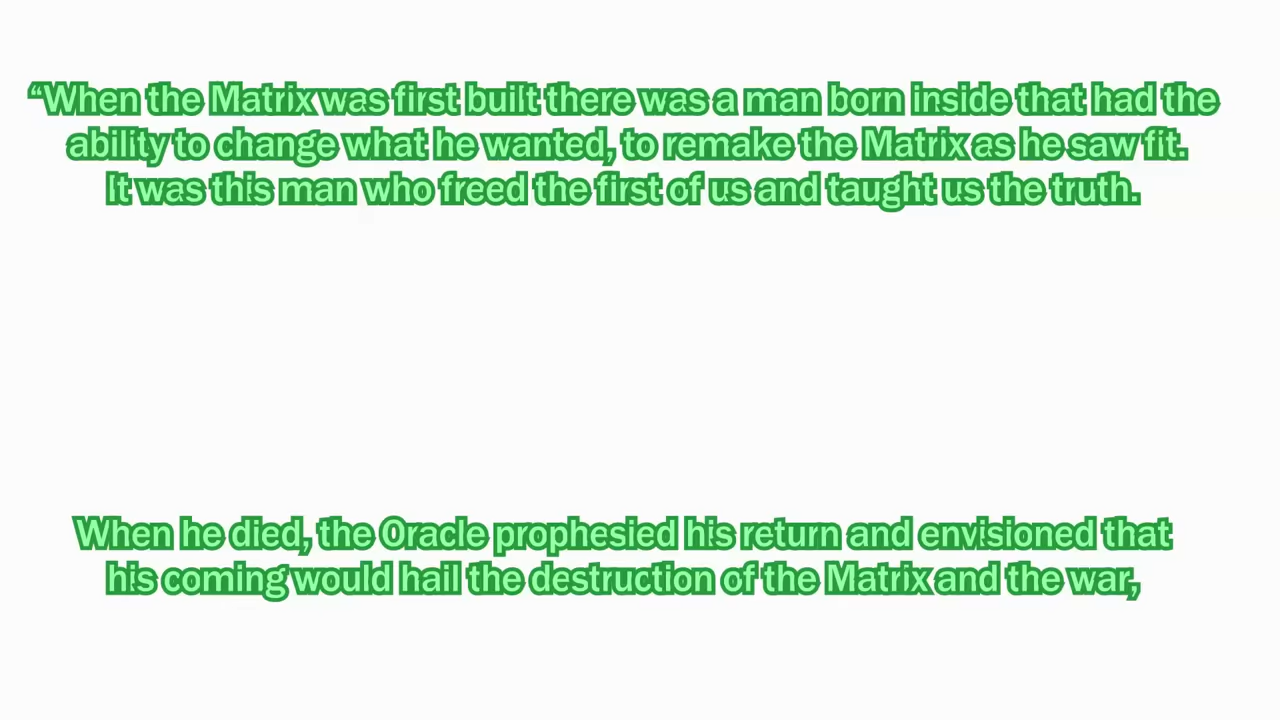 “When the Matrix was first built there was a man born inside that had the
ability to change what he wanted, to remake the Matrix as he saw fit.
It was this man who freed the first of us and taught us the truth.
When he died, the Oracle prophesied his return and envisioned that
his coming would hail the destruction of the Matrix and the war,